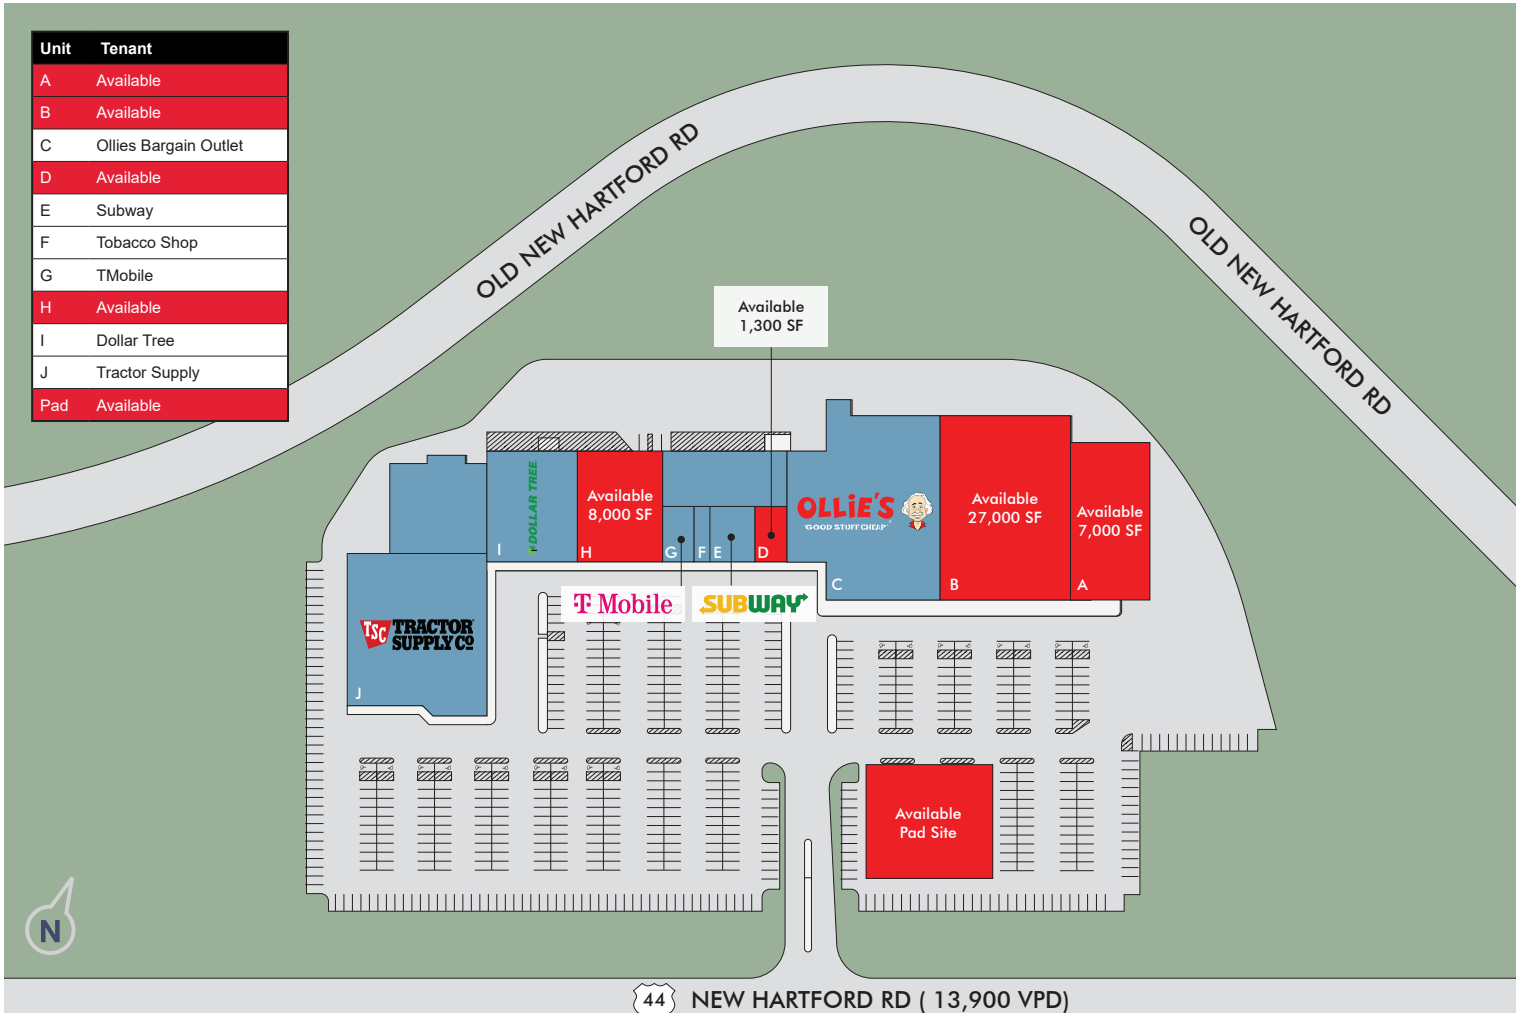 Unit Tenant
A Available
B Available
C Ollies Bargain Outlet
D Available
E Subway
F Tobacco Shop
G TMobile
H Available
I Dollar Tree
J Tractor Supply
Pad Available
OLD NEW HARTFORD RD
OLD NEW HARTFORD RD
Available
1,300 SF
DOLLAR TREE
I
Available
8,000 SF
H
G
F
E
D
OLLiE'S
"GOOD STUFF CHEAP"
C
Available
27,000 SF
B
Available
7,000 SF
A
T Mobile
SUBWAY
TSC TRACTOR
SUPPLY CO
J
Available
Pad Site
N
44 NEW HARTFORD RD ( 13,900 VPD)